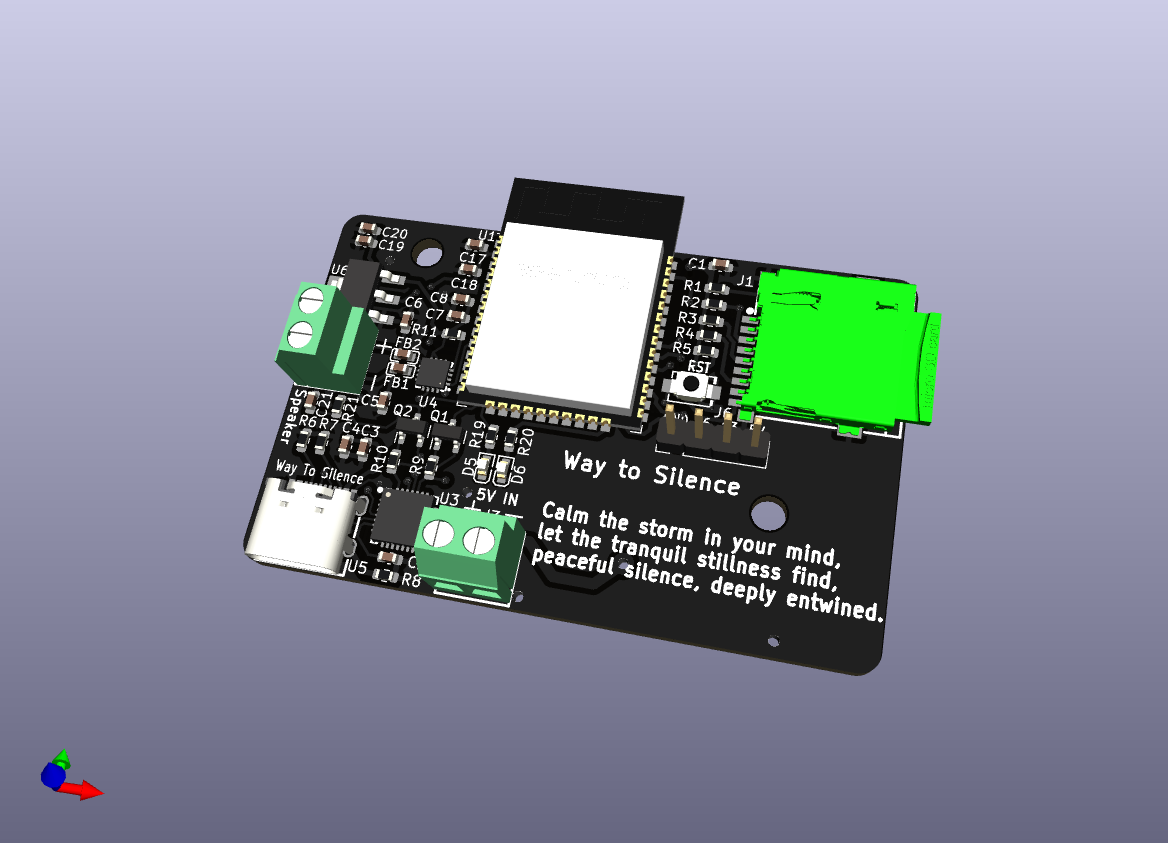 C20
C19
U6
U1
C17
C18
C8
C7
C6
R11
FB2
FB1
+
C5
U4
Q2
Q1
Speaker
C21
R21
R6
R7
C4
C3
R10
R9
R19
R20
D5
D6
Way To Silence
U3
5V IN
+
U5
R8
C1
R1
R2
R3
R4
R5
RST
J1
J6
Way to Silence
Calm the storm in your mind,
let the tranquil stillness find,
peaceful silence, deeply entwined.